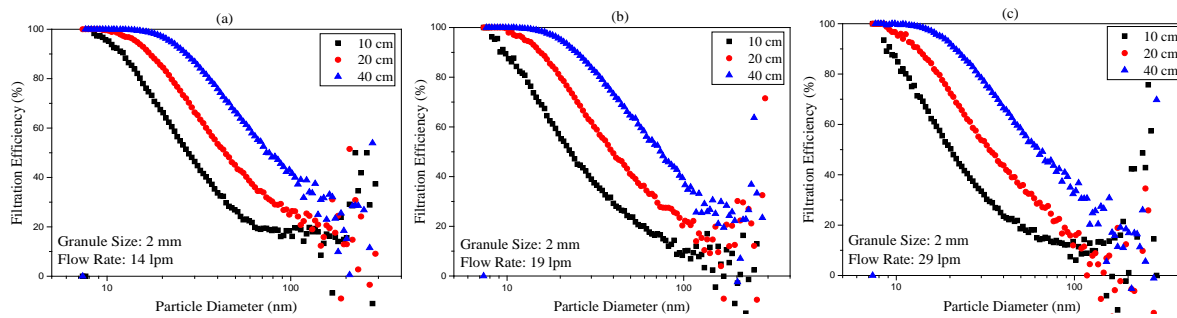 (a)
100
80
60
40
20
0
Filtration Efficiency (%)
10 cm
20 cm
40 cm
Granule Size: 2 mm
Flow Rate: 14 lpm
10
100
Particle Diameter (nm)
(b)
100
80
60
40
20
0
Filtration Efficiency (%)
10 cm
20 cm
40 cm
Granule Size: 2 mm
Flow Rate: 19 lpm
10
100
Particle Diameter (nm)
(c)
100
80
60
40
20
0
Filtration Efficiency (%)
10 cm
20 cm
40 cm
Granule Size: 2 mm
Flow Rate: 29 lpm
10
100
Particle Diameter (nm)